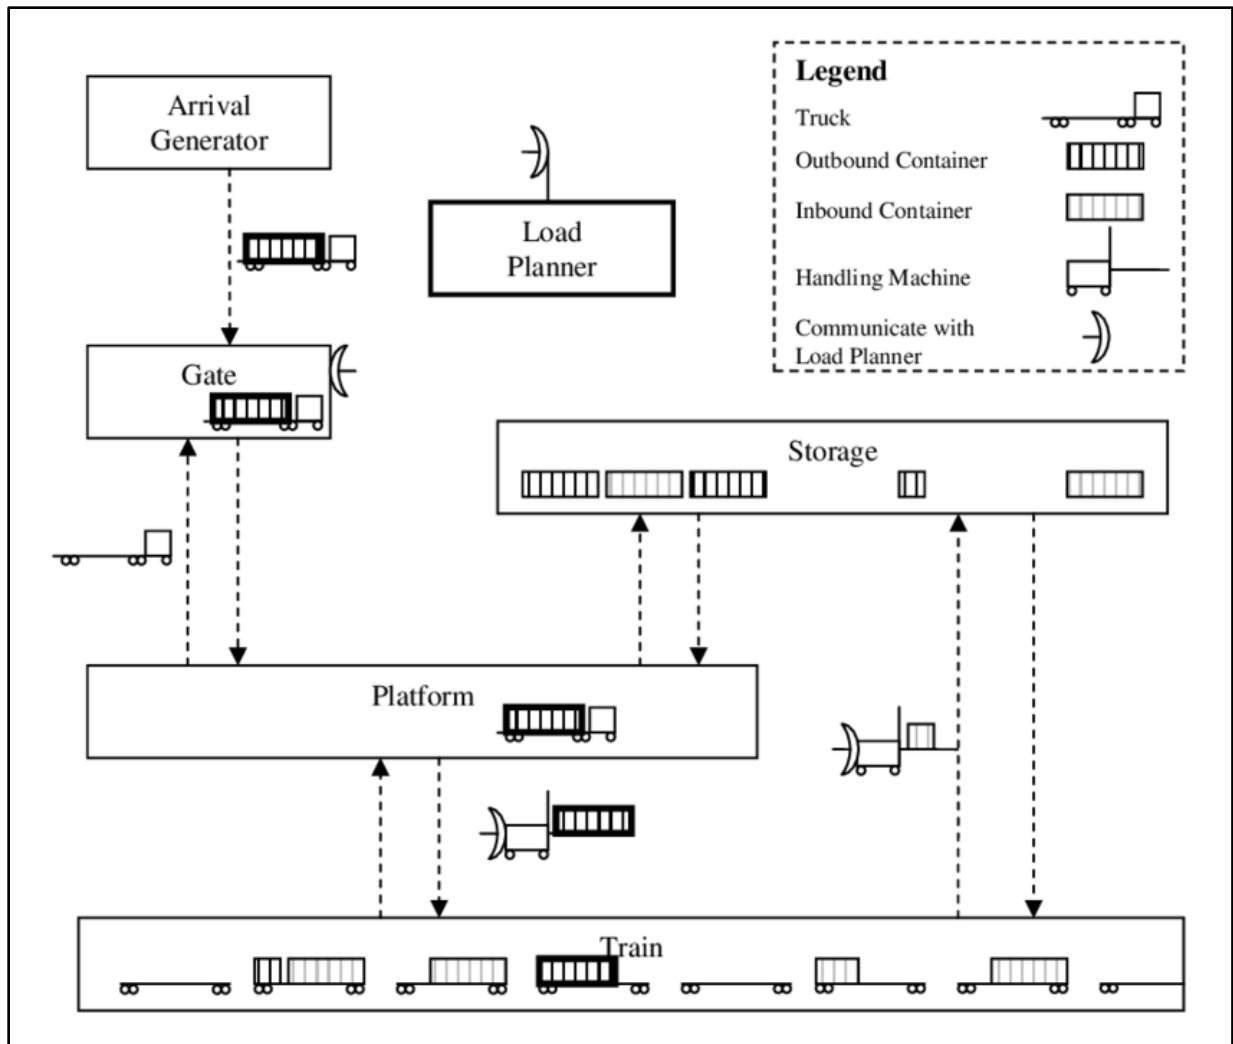 Arrival
Generator
Load
Planner
Legend
Truck
Outbound Container
Inbound Container
Handling Machine
Communicate with
Load Planner
Gate
Storage
Platform
Train